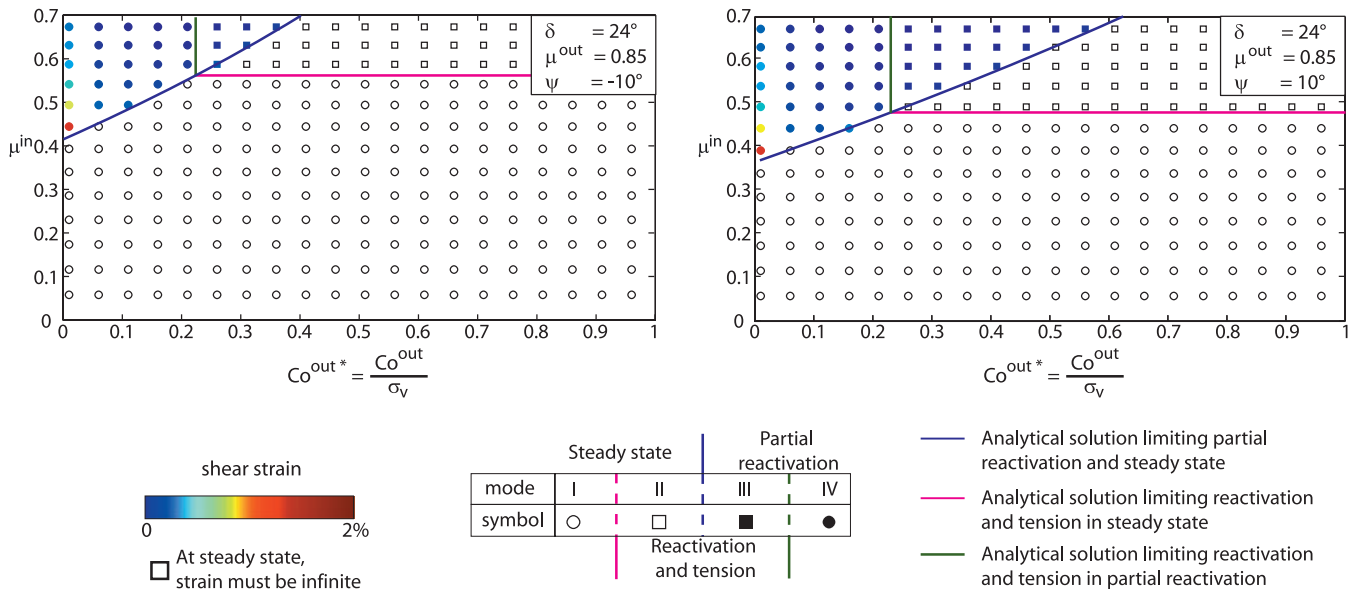 0.7
0.6
0.5
μin
0.4
0.3
0.2
0.1
0
0 0.1 0.2 0.3 0.4 0.5 0.6 0.7 0.8 0.9 1
δ = 24°
μout = 0.85
ψ = -10°
Coout * = Coout
σv
0.7
0.6
0.5
μin
0.4
0.3
0.2
0.1
0
0 0.1 0.2 0.3 0.4 0.5 0.6 0.7 0.8 0.9 1
δ = 24°
μout = 0.85
ψ = 10°
Coout * = Coout
σv
shear strain
0 2%
At steady state,
strain must be infinite
Steady state
Partial
reactivation
mode I II III IV
symbol
Reactivation
and tension
Analytical solution limiting partial
reactivation and steady state
Analytical solution limiting reactivation
and tension in steady state
Analytical solution limiting reactivation
and tension in partial reactivation